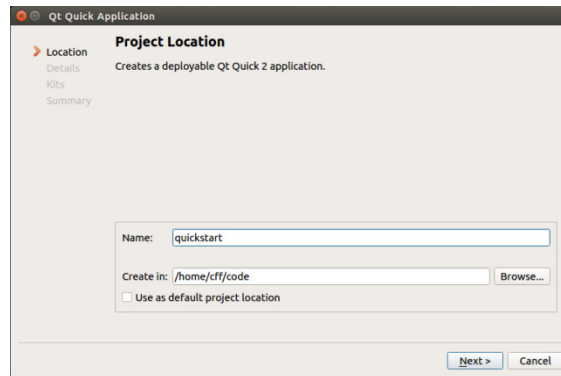 Qt Quick Application
Location
Details
Kits
Summary
Project Location
Creates a deployable Qt Quick 2 application.
Name: quickstart
Create in: /home/cff/code Browse...
Use as default project location
Next > Cancel